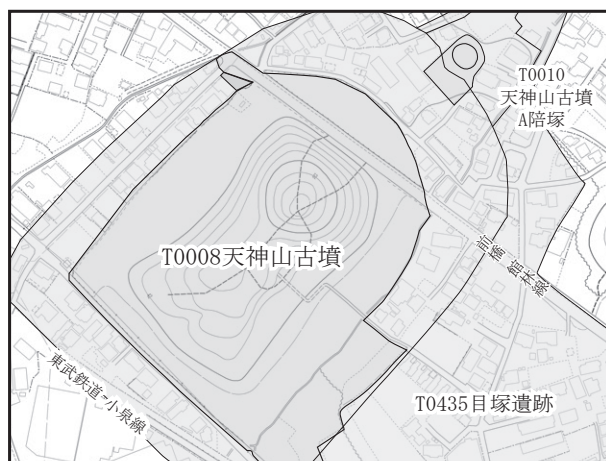 T0010
天神山古墳
A陪塚
T0008天神山古墳
前橋館林線
東武鉄道小泉線
T0435目塚遺跡